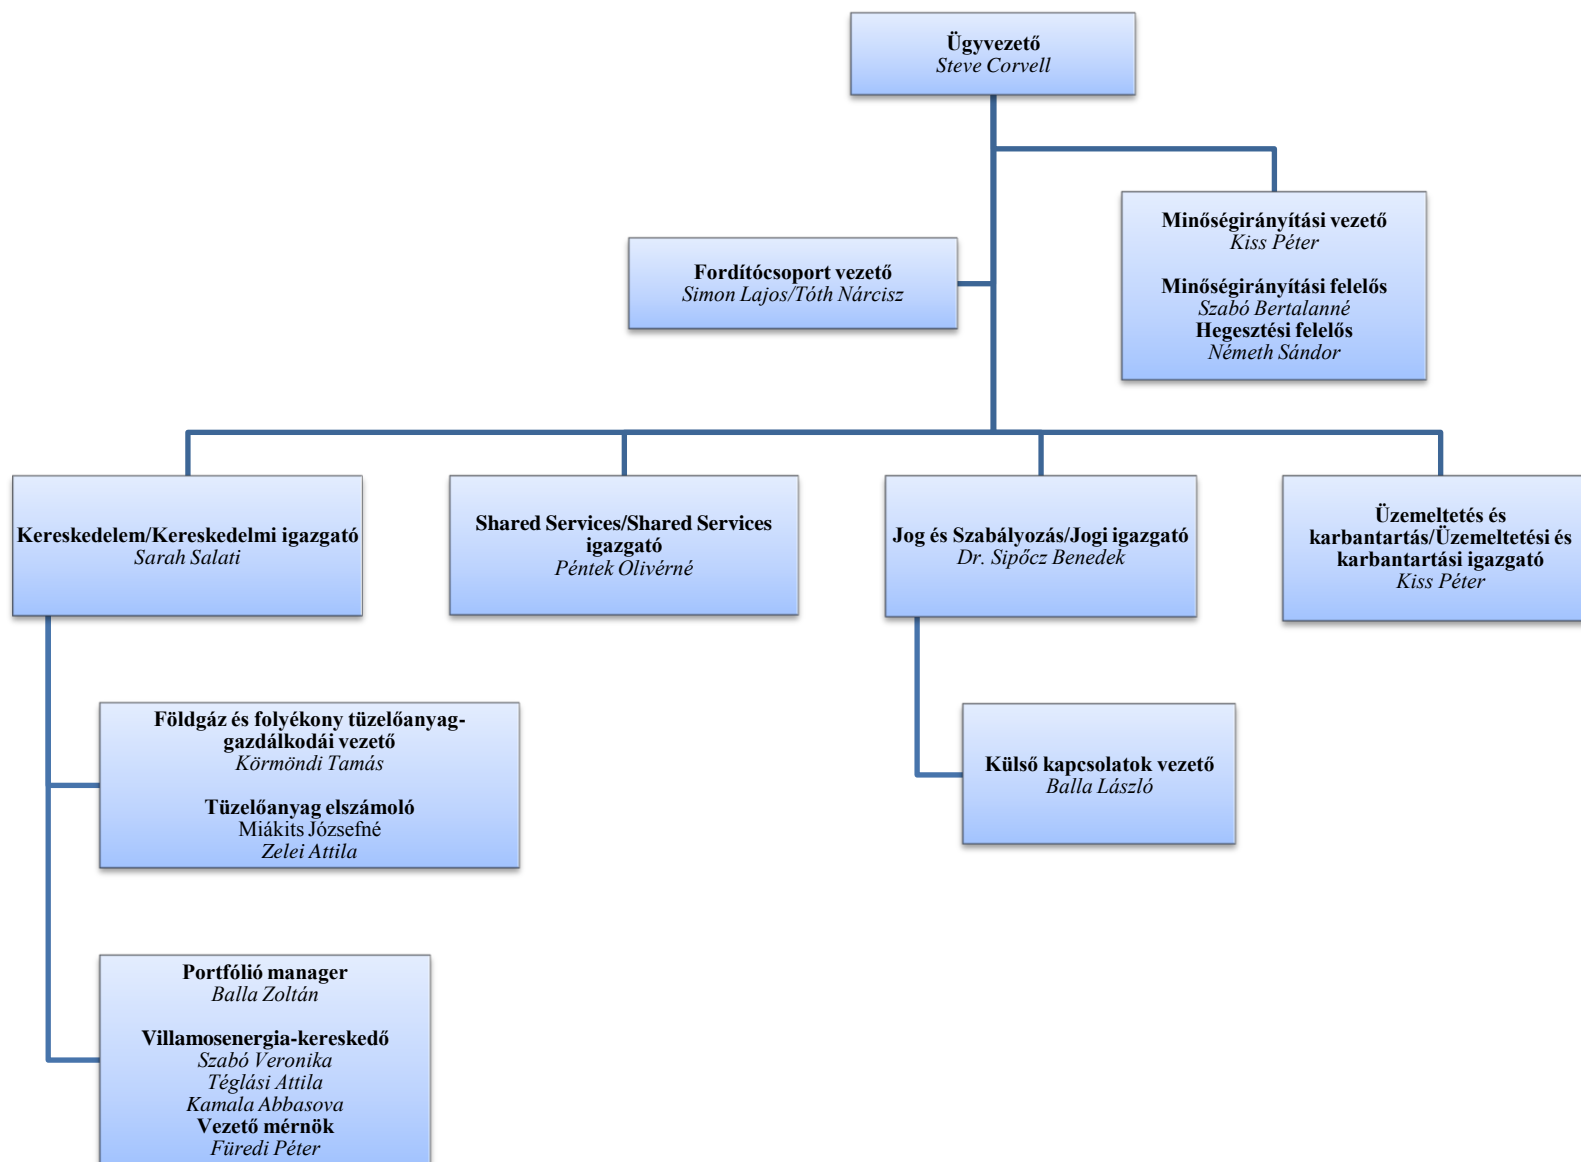 Ügyvezető
Steve Corvell
Minőségirányítási vezető
Kiss Péter
Minőségirányítási felelős
Szabó Bertalanné
Hegesztési felelős
Németh Sándor
Fordítócsoport vezető
Simon Lajos/Tóth Nárcisz
Kereskedelem/Kereskedelmi igazgató
Sarah Salati
Shared Services/Shared Services
igazgató
Péntek Olivérné
Jog és Szabályozás/Jogi igazgató
Dr. Sipőcz Benedek
Üzemeltetés és
karbantartás/Üzemeltetési és
karbantartási igazgató
Kiss Péter
Földgáz és folyékony tüzelőanyag-
gazdálkodái vezető
Körmöndi Tamás
Tüzelőanyag elszámoló
Miákits Józsefné
Zelei Attila
Külső kapcsolatok vezető
Balla László
Portfólió manager
Balla Zoltán
Villamosenergia-kereskedő
Szabó Veronika
Téglási Attila
Kamala Abbasova
Vezető mérnök
Füredi Péter